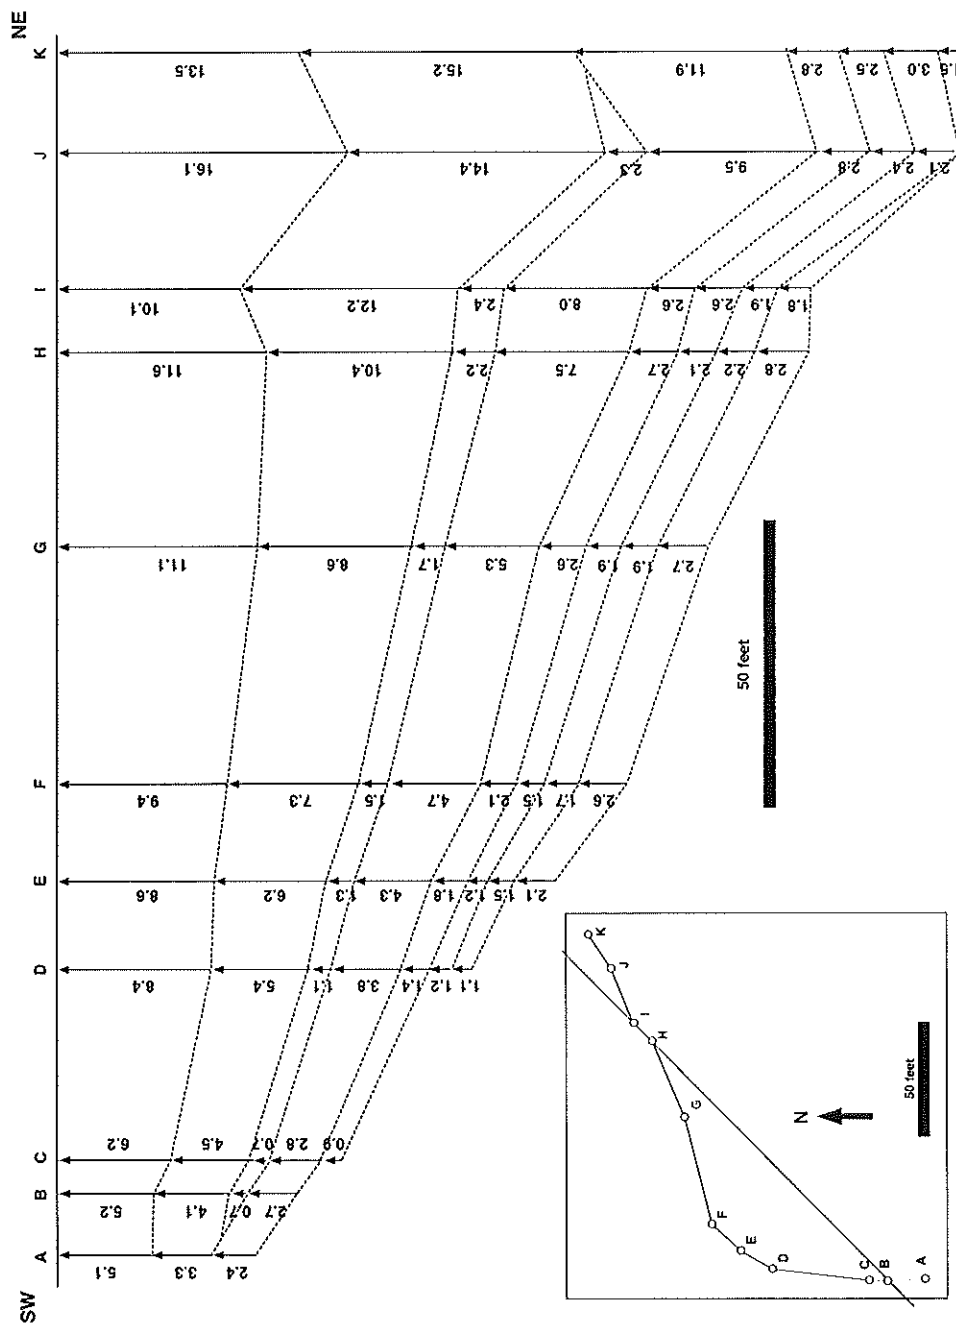 SW
NE
A
B
C
D
E
F
G
H
I
J
K
5.1
3.3
2.4
5.2
4.1
0.7
2.7
6.2
4.5
0.7
2.8
0.9
8.4
5.4
1.1
3.8
1.4
1.2
1.1
8.6
6.2
1.3
4.3
1.8
1.2
1.5
2.1
9.4
7.3
1.5
4.7
2.1
1.5
1.7
2.6
11.1
8.6
1.7
5.3
2.6
1.9
1.9
2.7
11.6
10.4
2.2
7.5
2.7
2.1
2.2
2.8
10.1
12.2
2.4
8.0
2.6
2.6
1.9
1.8
16.1
14.4
2.3
9.5
2.8
2.4
2.1
13.5
15.2
11.9
2.8
2.5
3.0
50 feet
K
J
I
H
G
F
E
D
C
B
A
N
50 feet